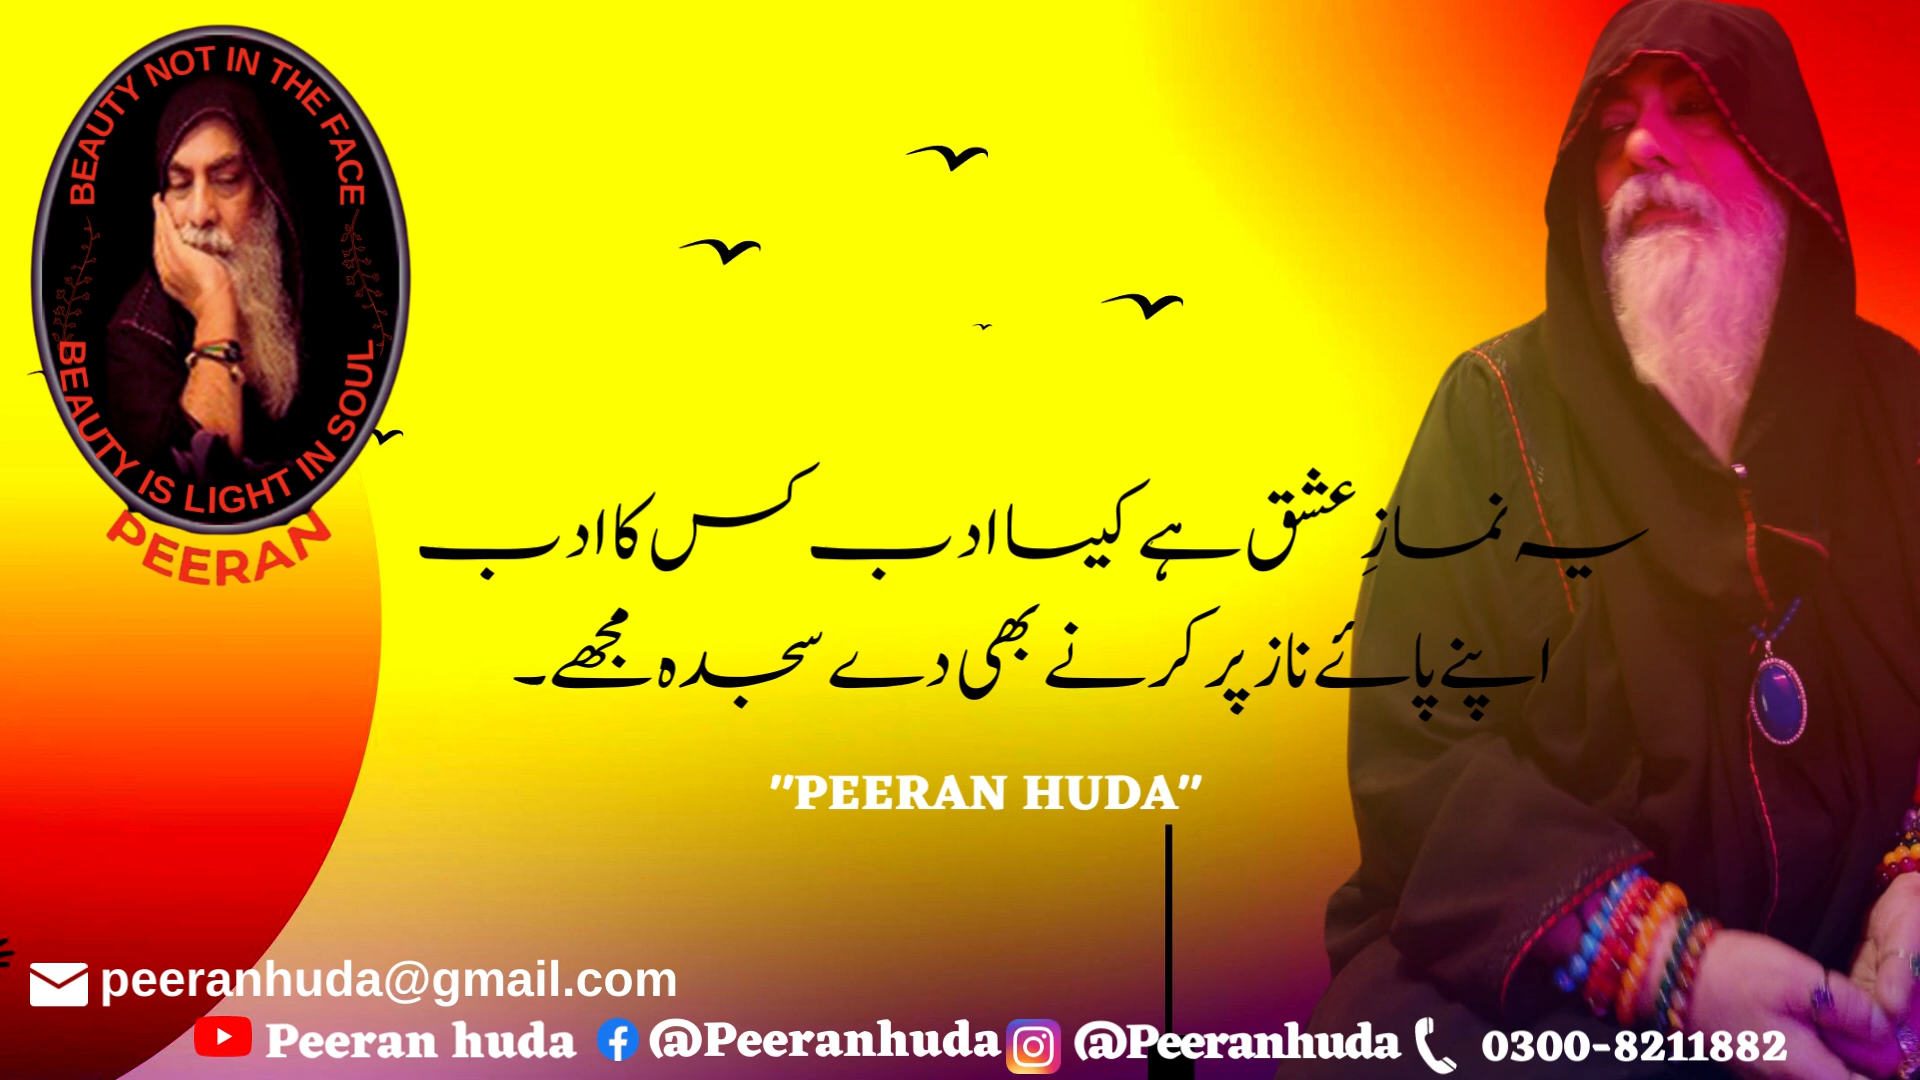 BEAUTY NOT IN THE FACE
BEAUTY IS LIGHT IN SOUL
PEERAN
یہ نمازِ عشق ہے کیسا ادب کس کا ادب
اپنے پائے ناز پر کرنے بھی دے سجدہ مجھے۔
"PEERAN HUDA"
peeranhuda@gmail.com
Peeran huda @Peeranhuda @Peeranhuda 0300-8211882